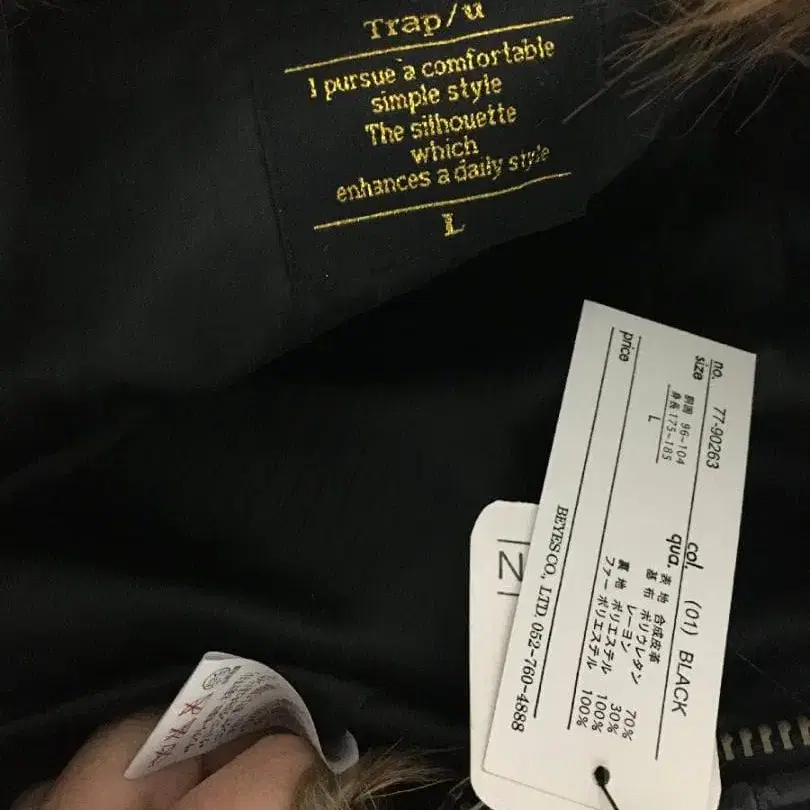 Trap/u
I pursue a comfortable
simple style
The silhouette
which
enhances a daily style
L
no. 77-90263
size 胸囲 96~104
身長 175~185
L
price
col. (01) BLACK
qua. 表地 合成皮革
基布 ポリウレタン 70%
レーヨン 30%
裏地 ポリエステル 100%
ファー ポリエステル 100%
BEYES CO., LTD. 052-760-4888